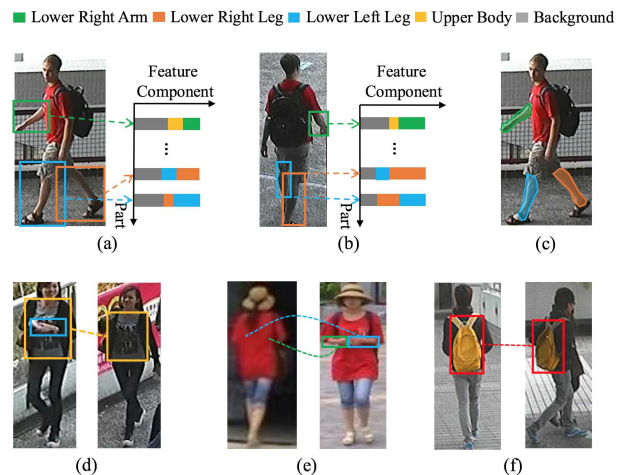 Lower Right Arm Lower Right Leg Lower Left Leg Upper Body Background
Feature
Component
...
Part
(a)
Feature
Component
...
Part
(b)
(c)
(d)
(e)
(f)